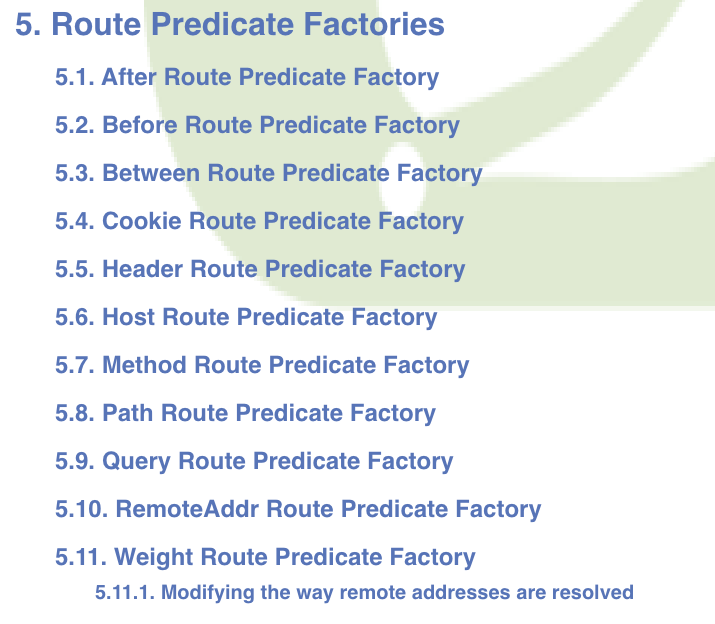 5. Route Predicate Factories
5.1. After Route Predicate Factory
5.2. Before Route Predicate Factory
5.3. Between Route Predicate Factory
5.4. Cookie Route Predicate Factory
5.5. Header Route Predicate Factory
5.6. Host Route Predicate Factory
5.7. Method Route Predicate Factory
5.8. Path Route Predicate Factory
5.9. Query Route Predicate Factory
5.10. RemoteAddr Route Predicate Factory
5.11. Weight Route Predicate Factory
5.11.1. Modifying the way remote addresses are resolved